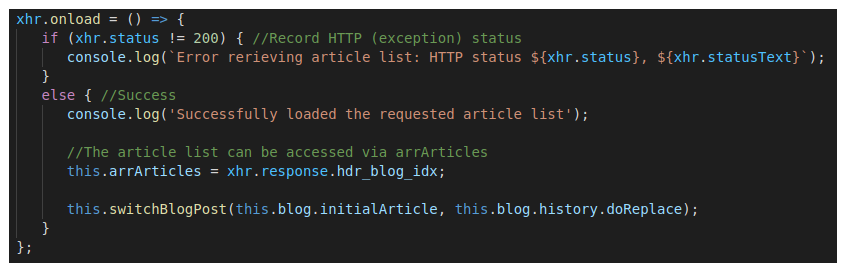 xhr.onload = () => {
if (xhr.status != 200) { //Record HTTP (exception) status
console.log(`Error rerieving article list: HTTP status ${xhr.status}, ${xhr.statusText}`);
}
else { //Success
console.log('Successfully loaded the requested article list');
//The article list can be accessed via arrArticles
this.arrArticles = xhr.response.hdr_blog_idx;
this.switchBlogPost(this.blog.initialArticle, this.blog.history.doReplace);
}
};